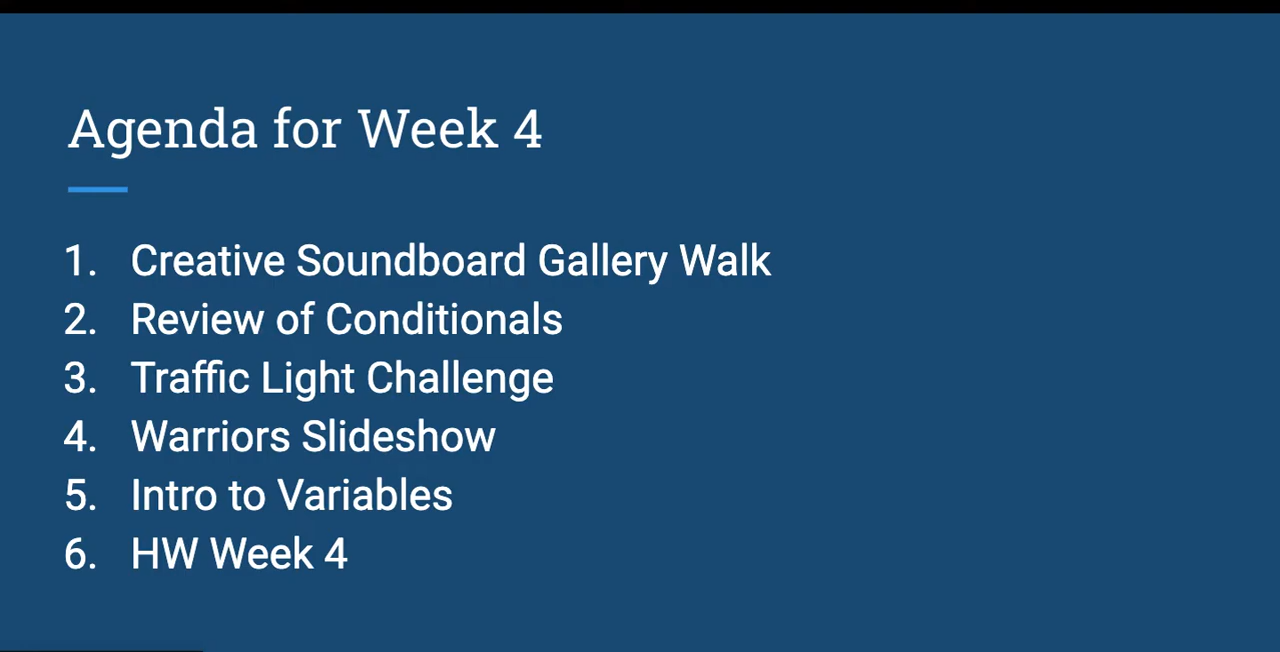 Agenda for Week 4
1. Creative Soundboard Gallery Walk
2. Review of Conditionals
3. Traffic Light Challenge
4. Warriors Slideshow
5. Intro to Variables
6. HW Week 4